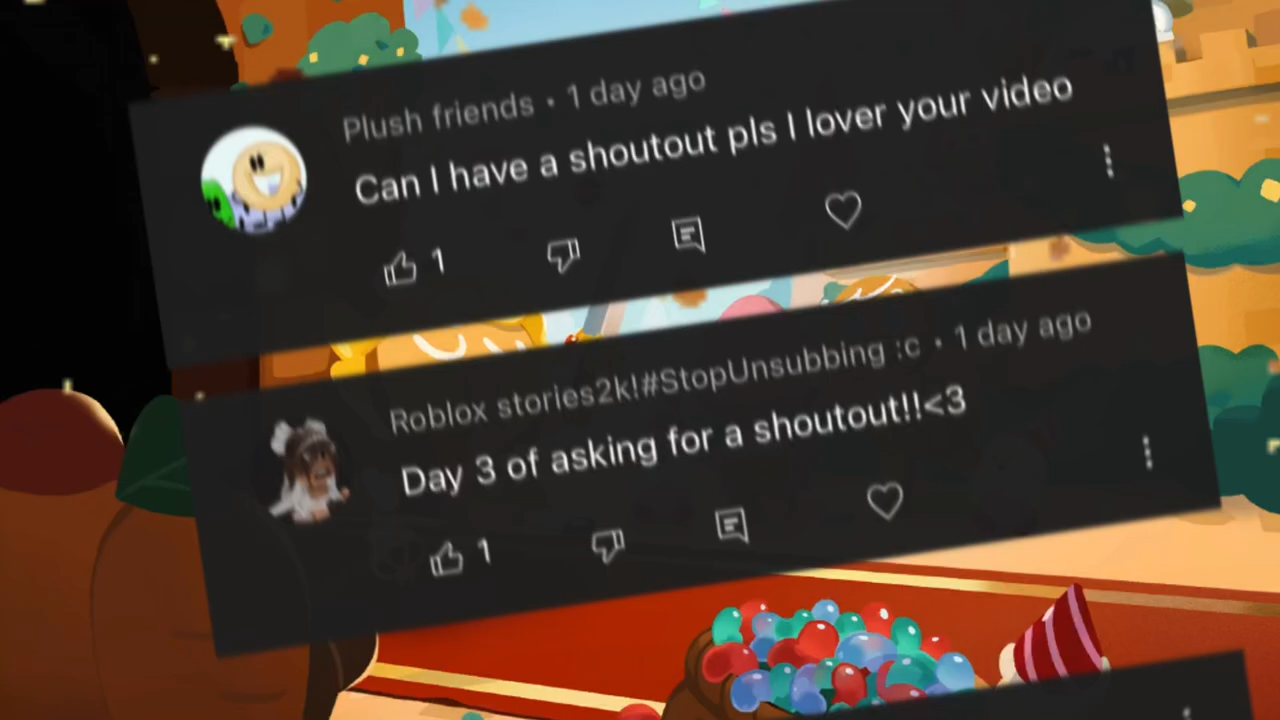 Plush friends • 1 day ago
Can I have a shoutout pls I lover your video
1
Roblox stories2k!#StopUnsubbing :c • 1 day ago
Day 3 of asking for a shoutout!!<3
1